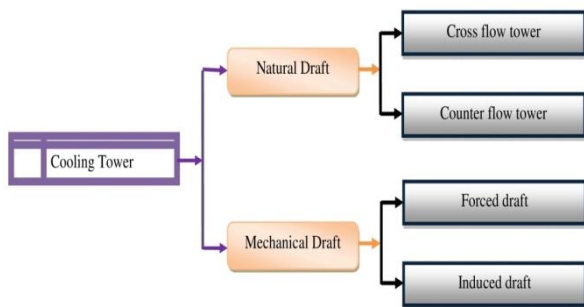 Cross flow tower
Natural Draft
Counter flow tower
Cooling Tower
Forced draft
Mechanical Draft
Induced draft